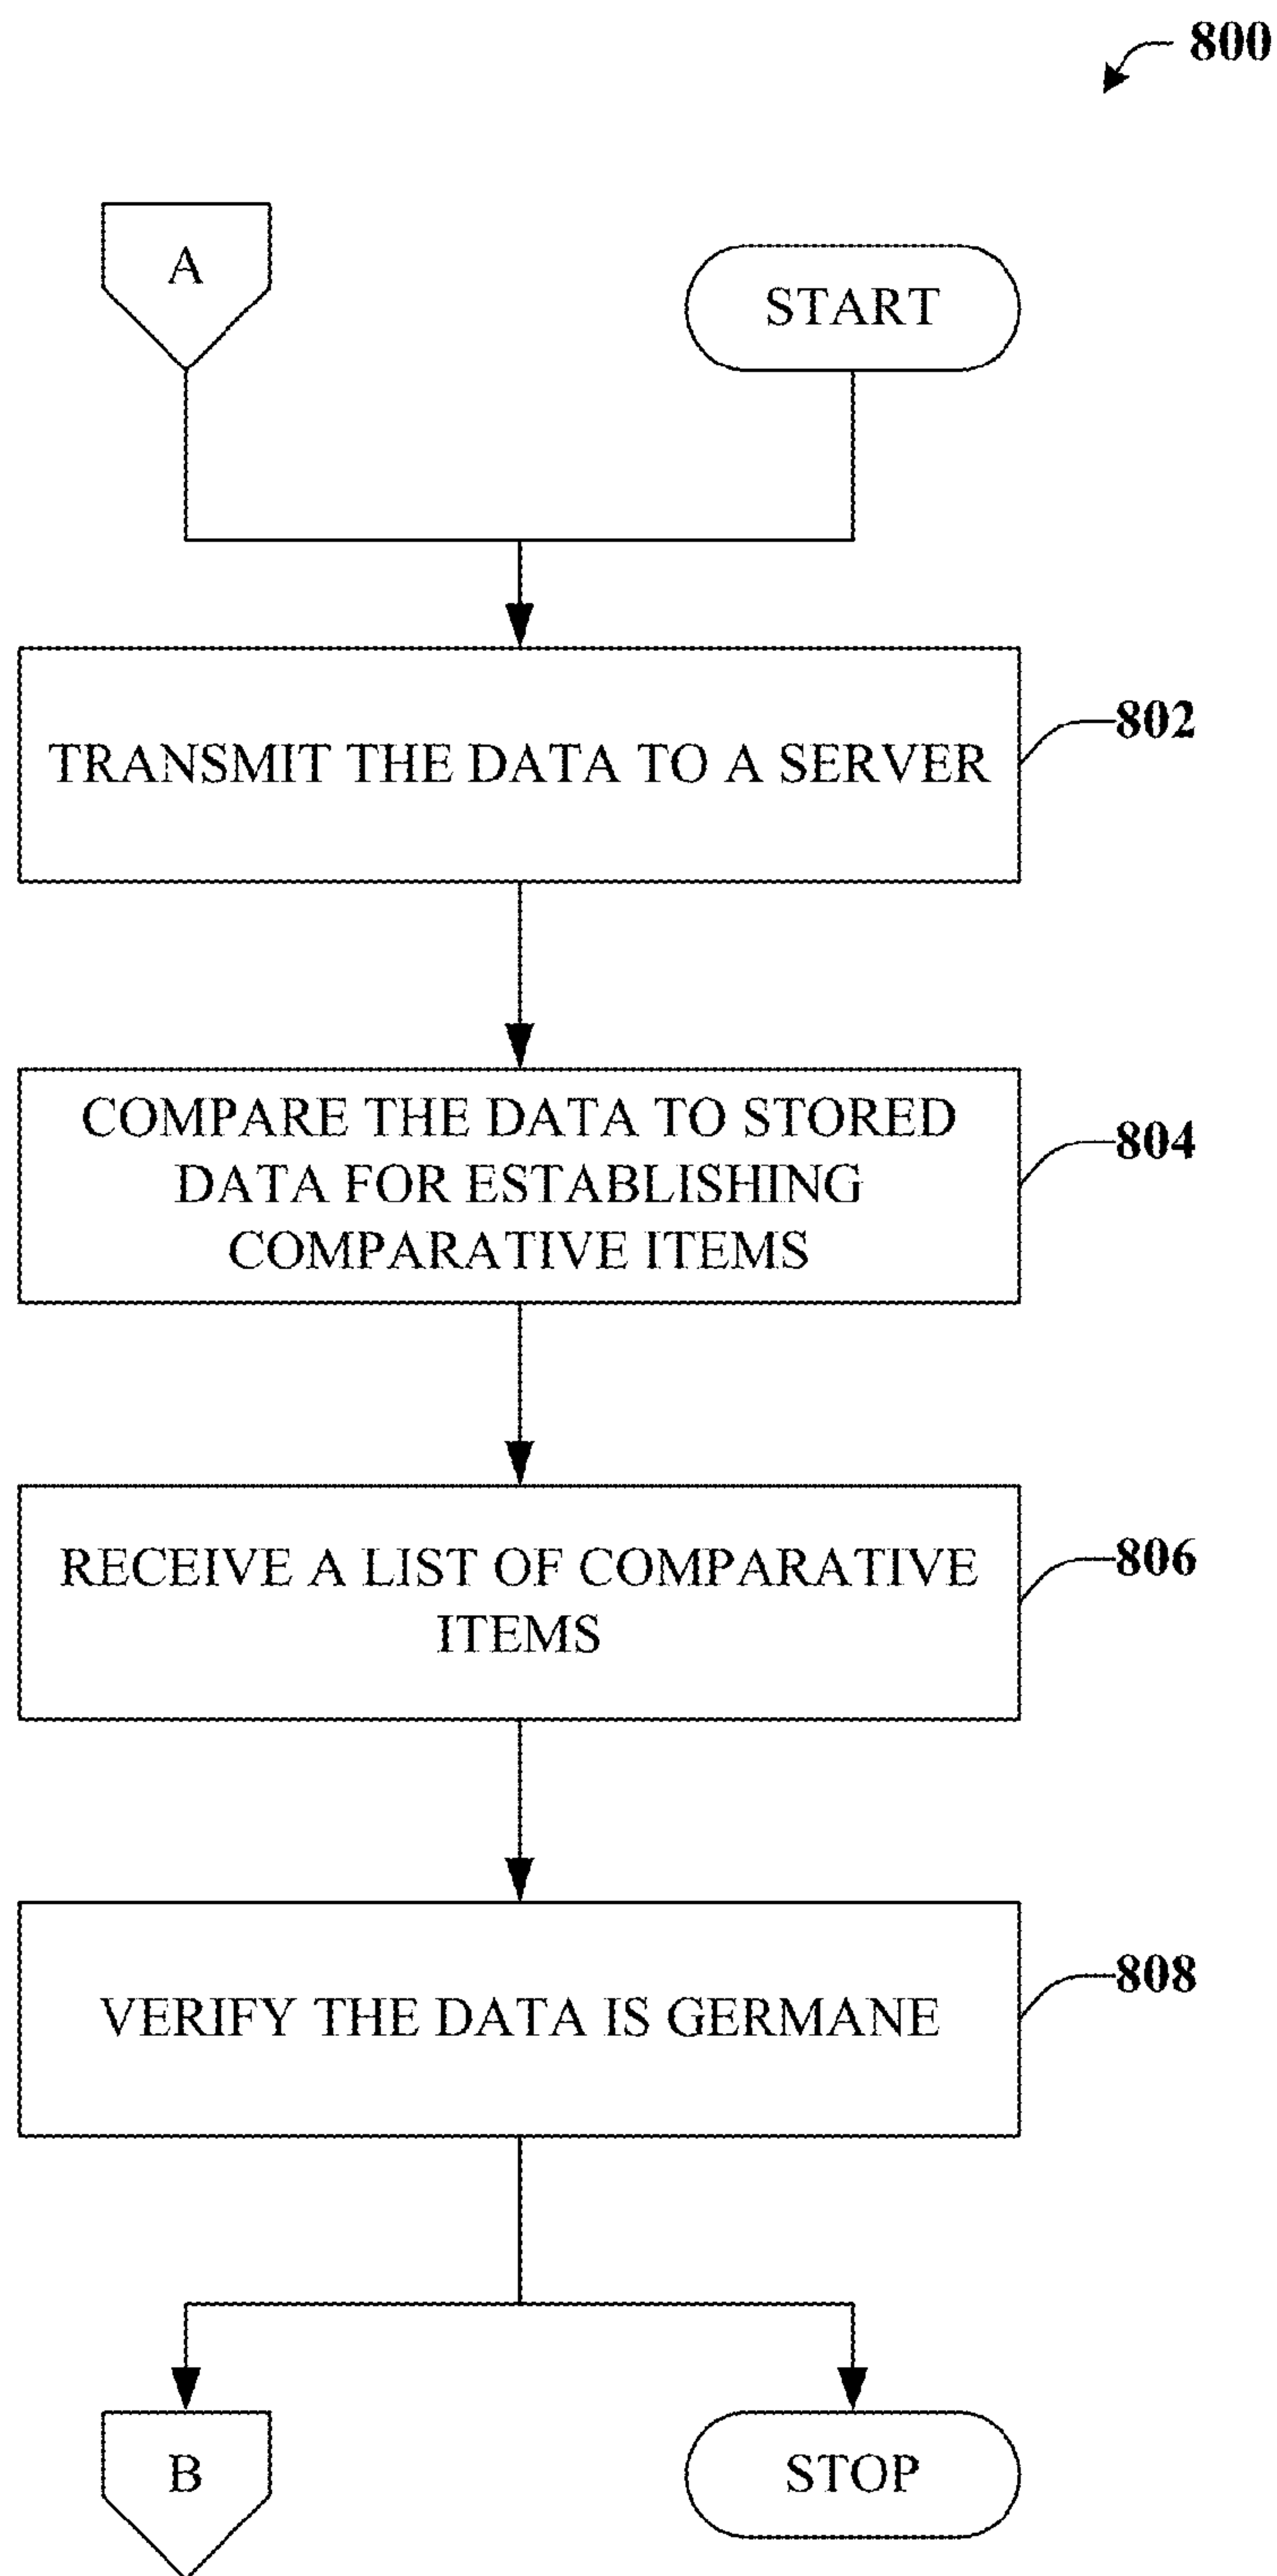 800
A
START
TRANSMIT THE DATA TO A SERVER
802
COMPARE THE DATA TO STORED
DATA FOR ESTABLISHING
COMPARATIVE ITEMS
804
RECEIVE A LIST OF COMPARATIVE
ITEMS
806
VERIFY THE DATA IS GERMANE
808
B
STOP